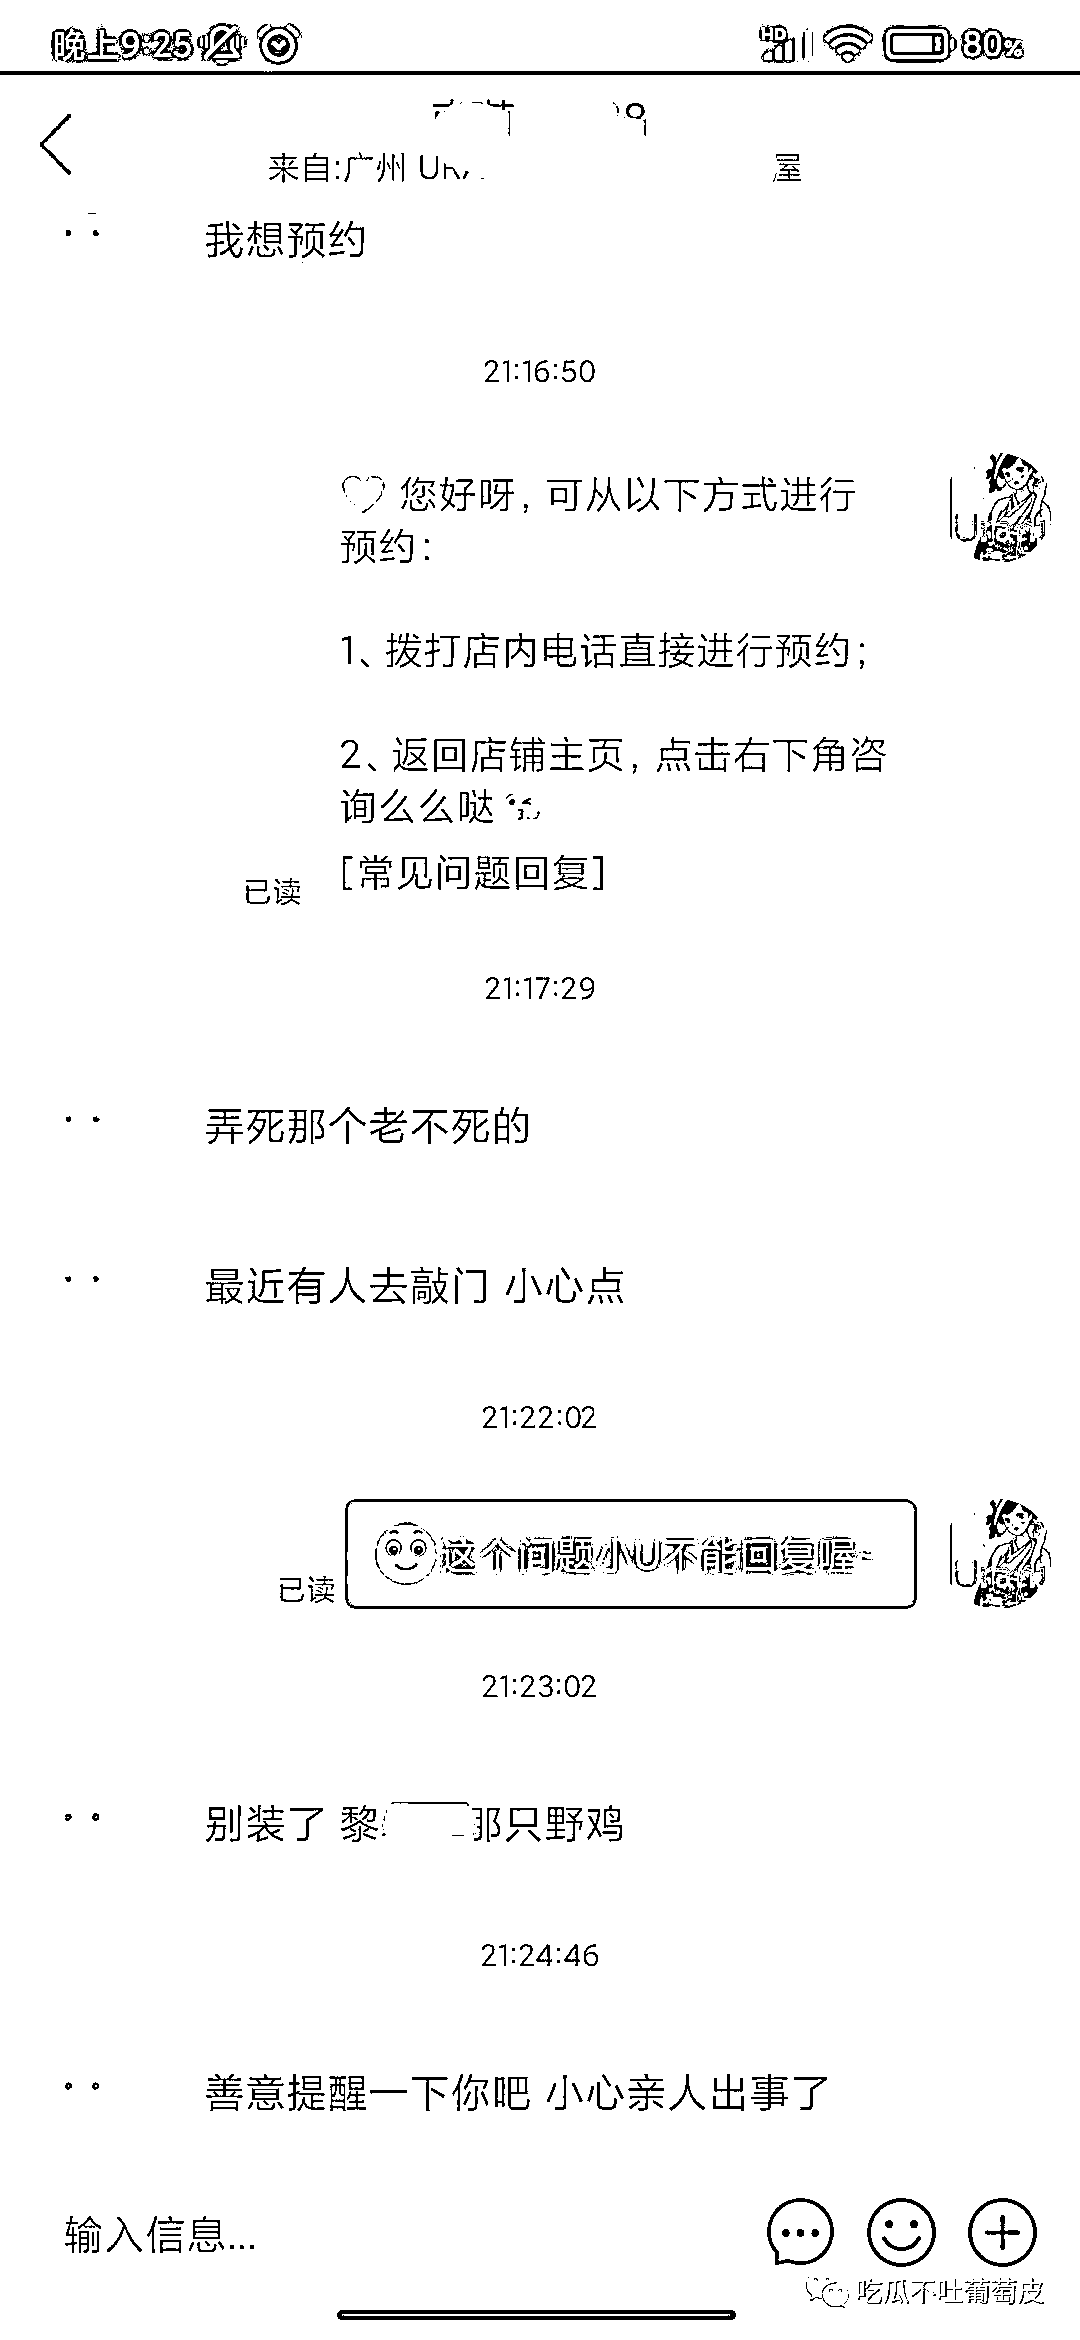 晚上9:25
HD
80%
来自:广州 Un
屋
我想预约
21:16:50
您好呀, 可从以下方式进行
预约:
1、拨打店内电话直接进行预约;
2、返回店铺主页, 点击右下角咨
询么么哒
[常见问题回复]
已读
21:17:29
弄死那个老不死的
最近有人去敲门 小心点
21:22:02
这个问题小U不能回复喔~
已读
21:23:02
别装了 黎 那只野鸡
21:24:46
善意提醒一下你吧 小心亲人出事了
输入信息...
吃瓜不吐葡萄皮